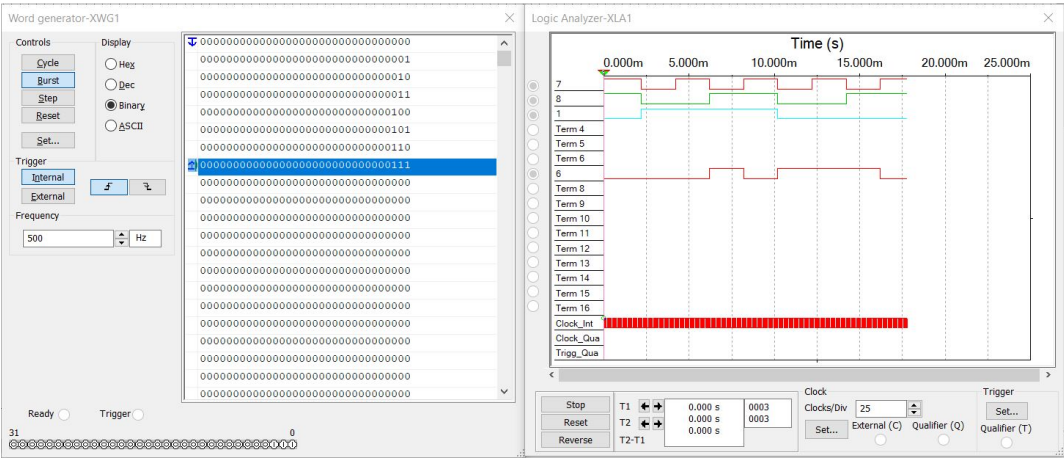 Word generator-XWG1
Controls
Cycle
Burst
Step
Reset
Set...
Display
Hex
Dec
Binary
ASCII
Trigger
Internal
External
Frequency
500
Hz
00000000000000000000000000000000
00000000000000000000000000000001
00000000000000000000000000000010
00000000000000000000000000000011
00000000000000000000000000000100
00000000000000000000000000000101
00000000000000000000000000000110
00000000000000000000000000000111
00000000000000000000000000000000
00000000000000000000000000000000
00000000000000000000000000000000
00000000000000000000000000000000
00000000000000000000000000000000
00000000000000000000000000000000
00000000000000000000000000000000
00000000000000000000000000000000
00000000000000000000000000000000
00000000000000000000000000000000
00000000000000000000000000000000
00000000000000000000000000000000
00000000000000000000000000000000
Ready
Trigger
31 0
Logic Analyzer-XLA1
Time (s)
0.000m 5.000m 10.000m 15.000m 20.000m 25.000m
7
8
1
Term 4
Term 5
Term 6
6
Term 8
Term 9
Term 10
Term 11
Term 12
Term 13
Term 14
Term 15
Term 16
Clock_Int
Clock_Qua
Trigg_Qua
Stop
Reset
Reverse
T1 0.000 s 0003
T2 0.000 s 0003
T2-T1 0.000 s
Clock
Clocks/Div 25
Set... External (C) Qualifier (Q)
Trigger
Set...
Qualifier (T)